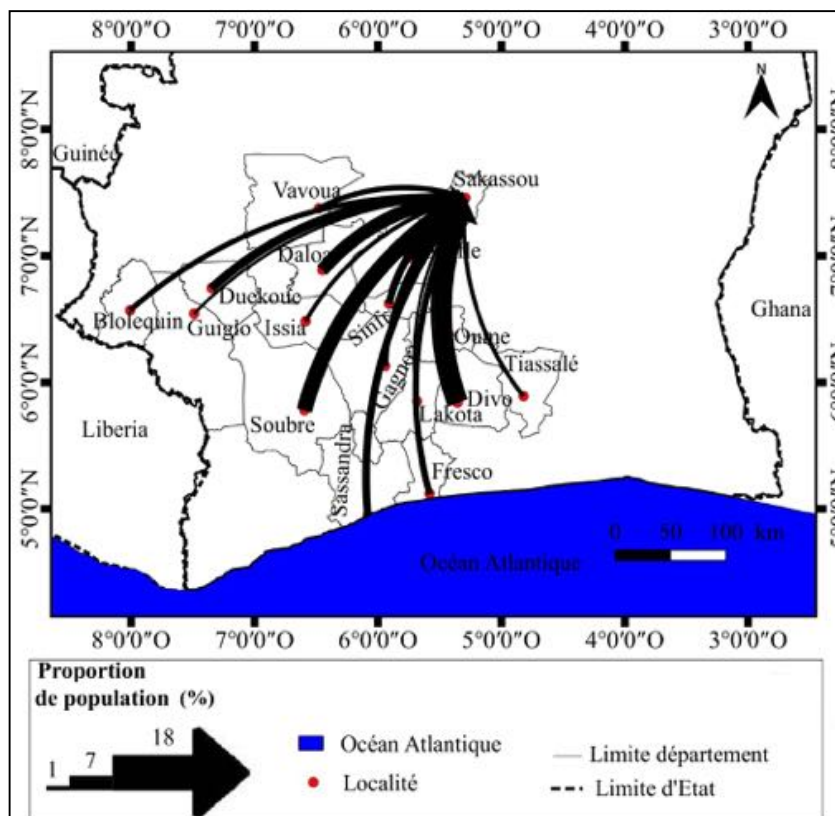 8°0'0"O 7°0'0"O 6°0'0"O 5°0'0"O 4°0'0"O 3°0'0"O
N
8°0'0"N
Guinée
Vavoua
Sakassou
7°0'0"N
Daloa
Duekoue
Blolequin
Guiglo
Issia
Sinfr
Ghana
Oume
Tiassalé
6°0'0"N
Gagnoa
Divo
Lakota
Soubre
Liberia
Sassandra
Fresco
5°0'0"N
0 50 100 km
Océan Atlantique
8°0'0"O 7°0'0"O 6°0'0"O 5°0'0"O 4°0'0"O 3°0'0"O
Proportion
de population (%)
1 7 18
Océan Atlantique
Localité
Limite département
Limite d'Etat